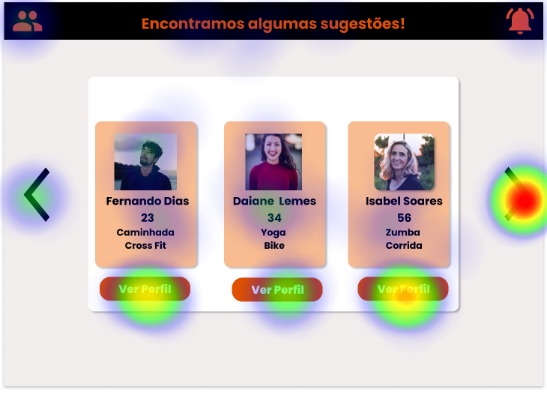 Encontramos algumas sugestões!
Fernando Dias
23
Caminhada
Cross Fit
Ver Perfil
Daiane Lemes
34
Yoga
Bike
Ver Perfil
Isabel Soares
56
Zumba
Corrida
Ver Perfil